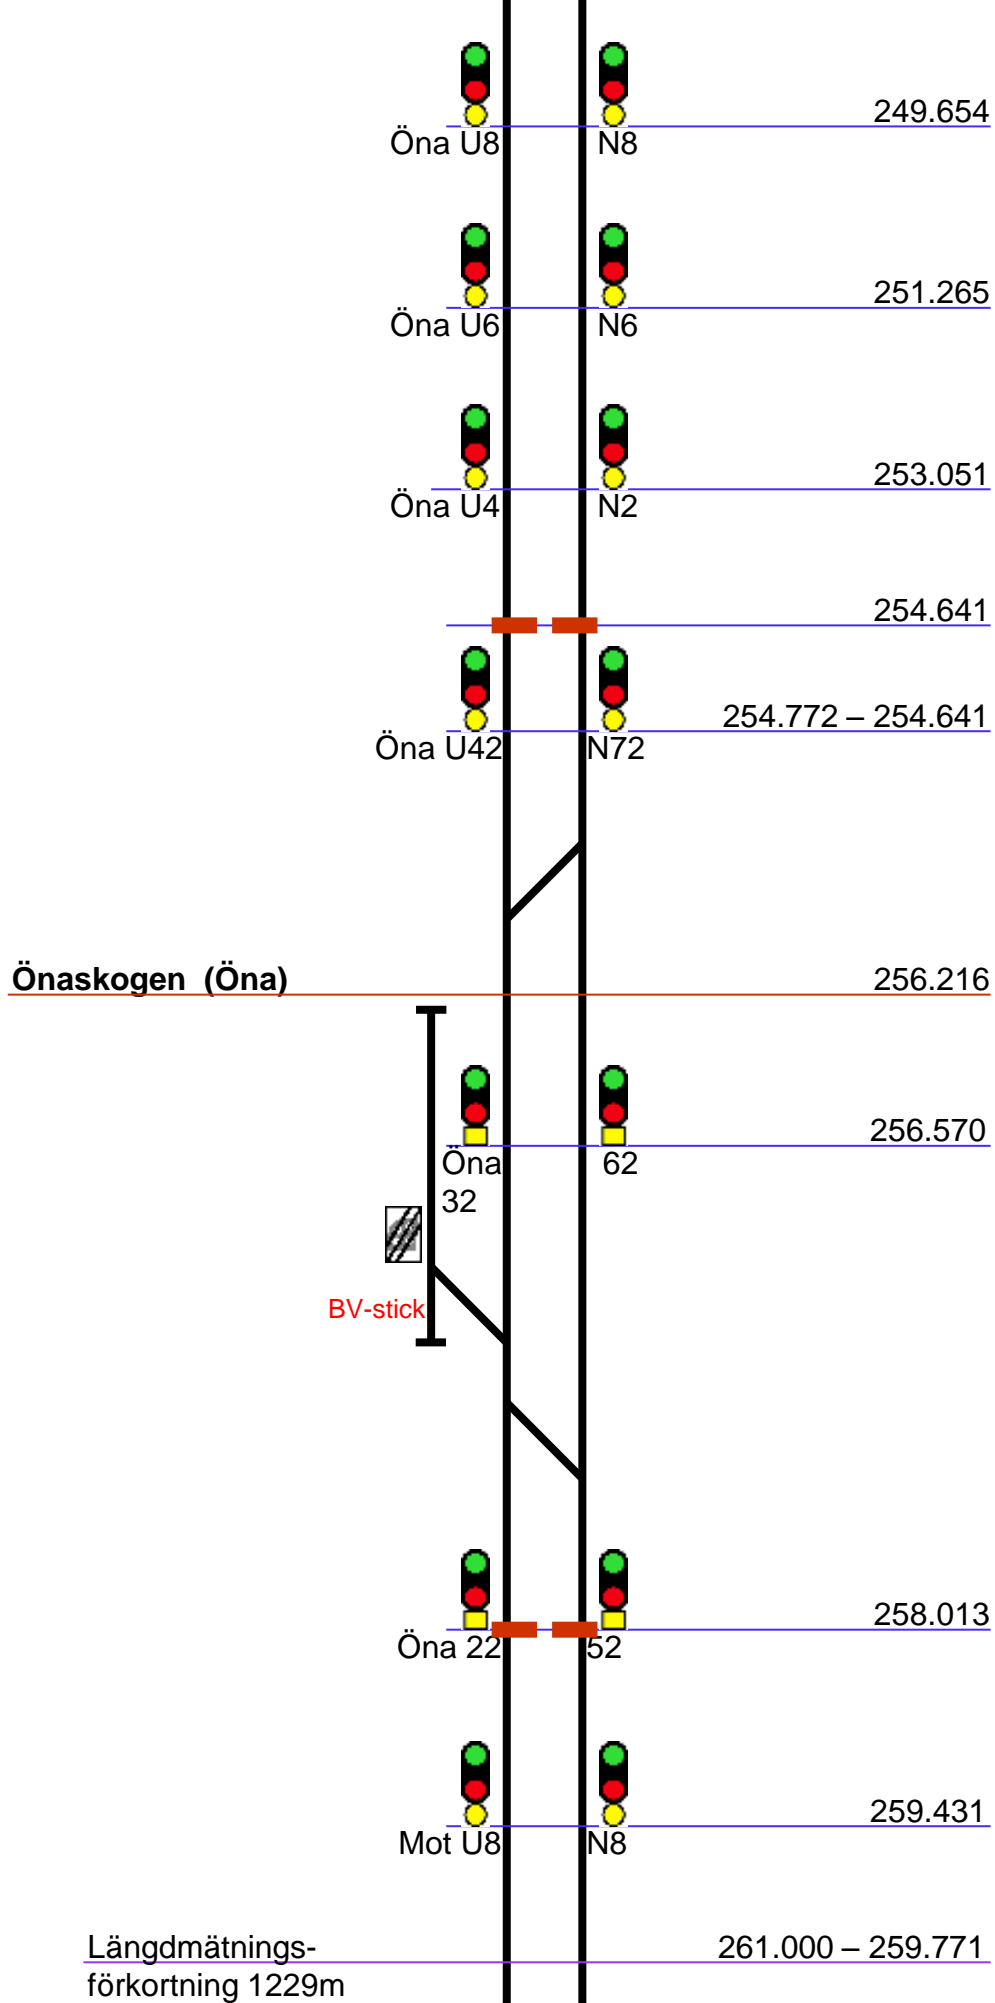 249.654
Öna U8 N8
251.265
Öna U6 N6
253.051
Öna U4 N2
254.641
254.772 – 254.641
Öna U42 N72
Önaskogen (Öna) 256.216
256.570
Öna 62
32
BV-stick
258.013
Öna 22 52
259.431
Mot U8 N8
Längdmätnings- 261.000 – 259.771
förkortning 1229m